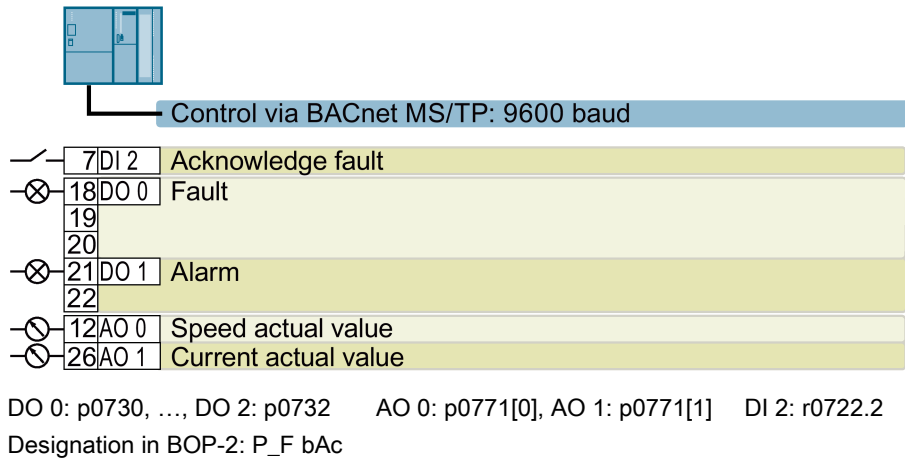 Control via BACnet MS/TP: 9600 baud
7 DI 2 Acknowledge fault
18 DO 0 Fault
19
20
21 DO 1 Alarm
22
12 AO 0 Speed actual value
26 AO 1 Current actual value
DO 0: p0730, …, DO 2: p0732 AO 0: p0771[0], AO 1: p0771[1] DI 2: r0722.2
Designation in BOP-2: P_F bAc